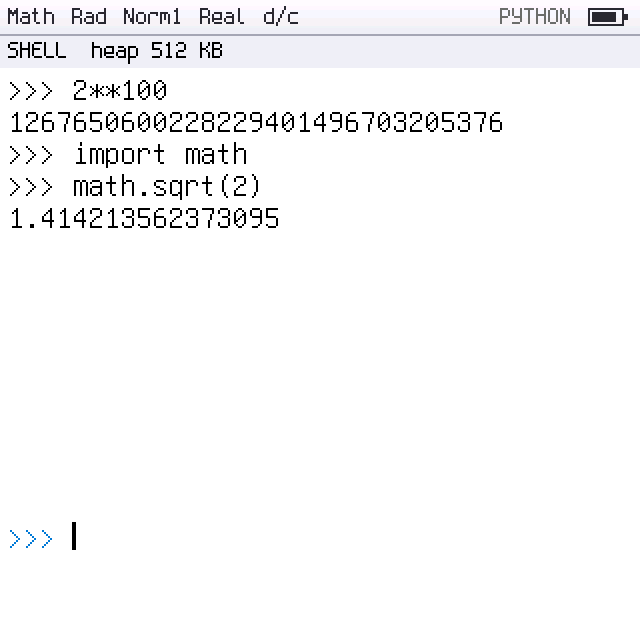 Math Rad Norm1 Real d/c PYTHON
SHELL heap 512 KB
>>> 2**100
1267650600228229401496703205376
>>> import math
>>> math.sqrt(2)
1.414213562373095
>>>